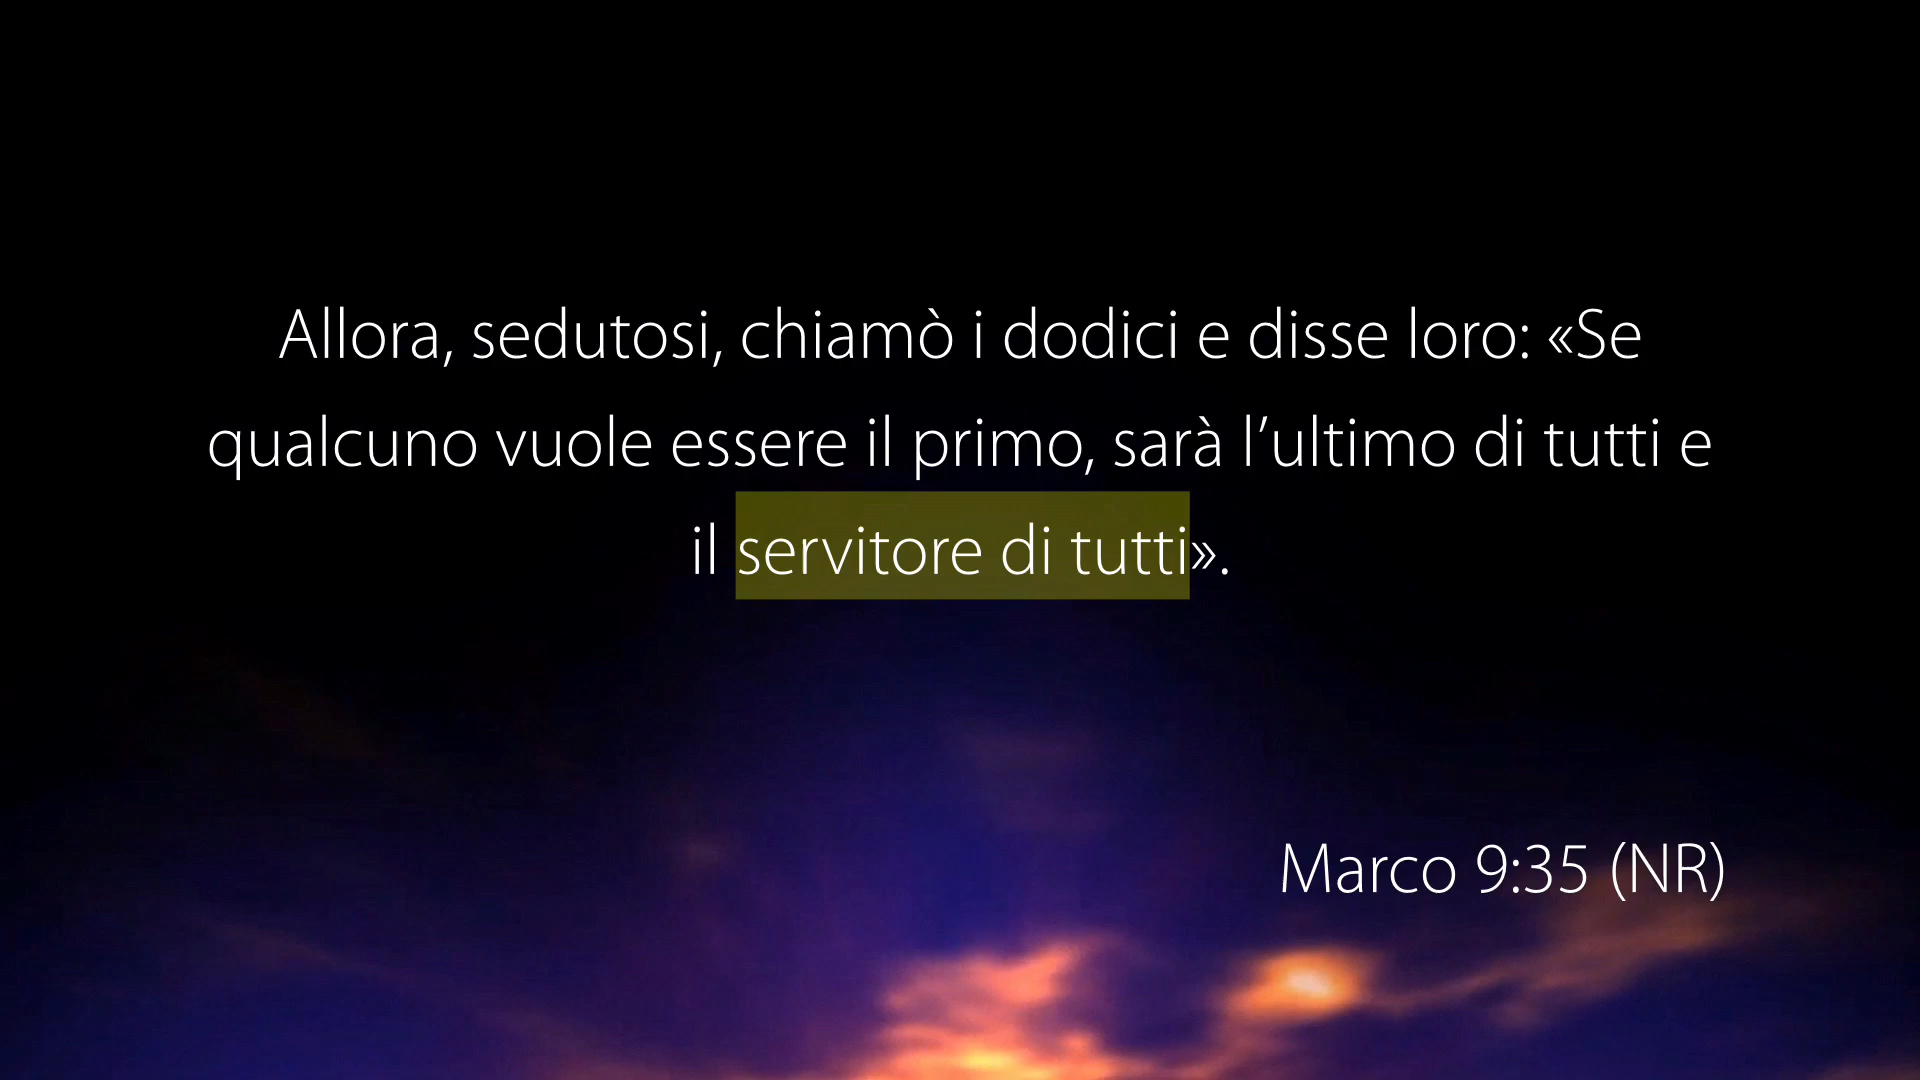 Allora, sedutosi, chiamò i dodici e disse loro: «Se
qualcuno vuole essere il primo, sarà l’ultimo di tutti e
il servitore di tutti».
Marco 9:35 (NR)